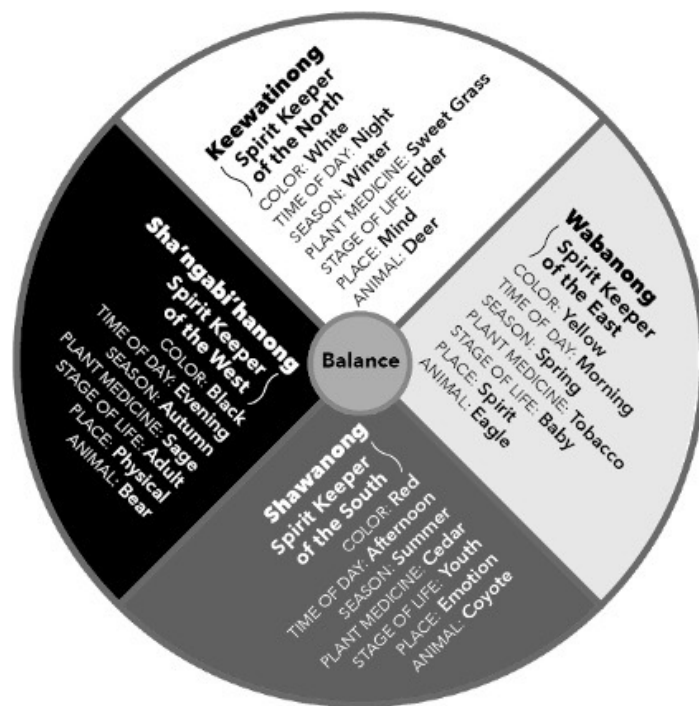 Keewatinong
Spirit Keeper
of the North
COLOR: White
TIME OF DAY: Night
SEASON: Winter
PLANT MEDICINE: Sweet Grass
STAGE OF LIFE: Elder
PLACE: Mind
ANIMAL: Deer
Wabanong
Spirit Keeper
of the East
COLOR: Yellow
TIME OF DAY: Morning
SEASON: Spring
PLANT MEDICINE: Tobacco
STAGE OF LIFE: Baby
PLACE: Spirit
ANIMAL: Eagle
Balance
Sha'ngabi'hanong
Spirit Keeper
of the West
COLOR: Black
TIME OF DAY: Evening
SEASON: Autumn
PLANT MEDICINE: Sage
STAGE OF LIFE: Adult
PLACE: Physical
ANIMAL: Bear
Shawanong
Spirit Keeper
of the South
COLOR: Red
TIME OF DAY: Afternoon
SEASON: Summer
PLANT MEDICINE: Cedar
STAGE OF LIFE: Youth
PLACE: Emotion
ANIMAL: Coyote